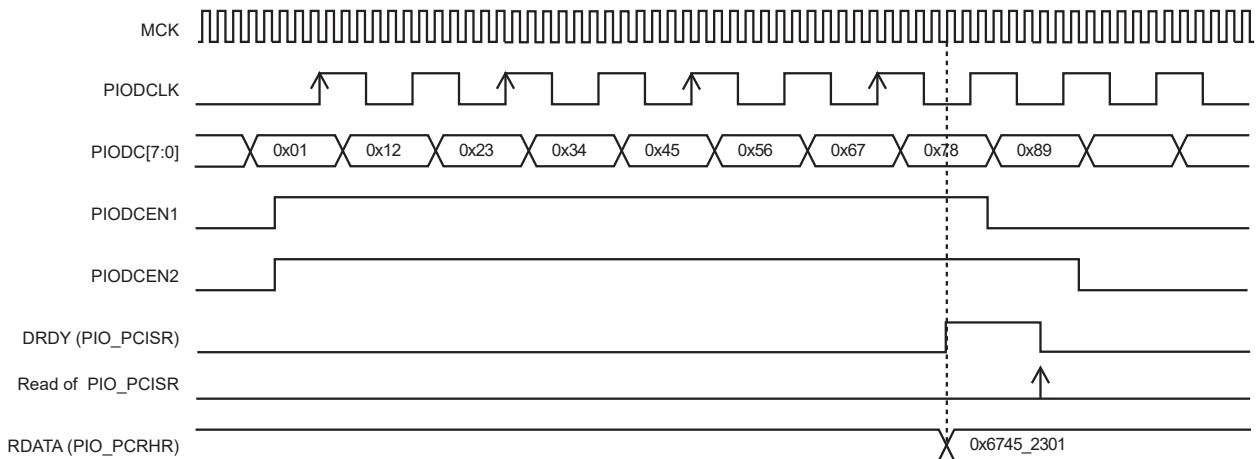 MCK
PIODCLK
PIODC[7:0] 0x01 0x12 0x23 0x34 0x45 0x56 0x67 0x78 0x89
PIODCEN1
PIODCEN2
DRDY (PIO_PCISR)
Read of PIO_PCISR
RDATA (PIO_PCRHR) 0x6745_2301